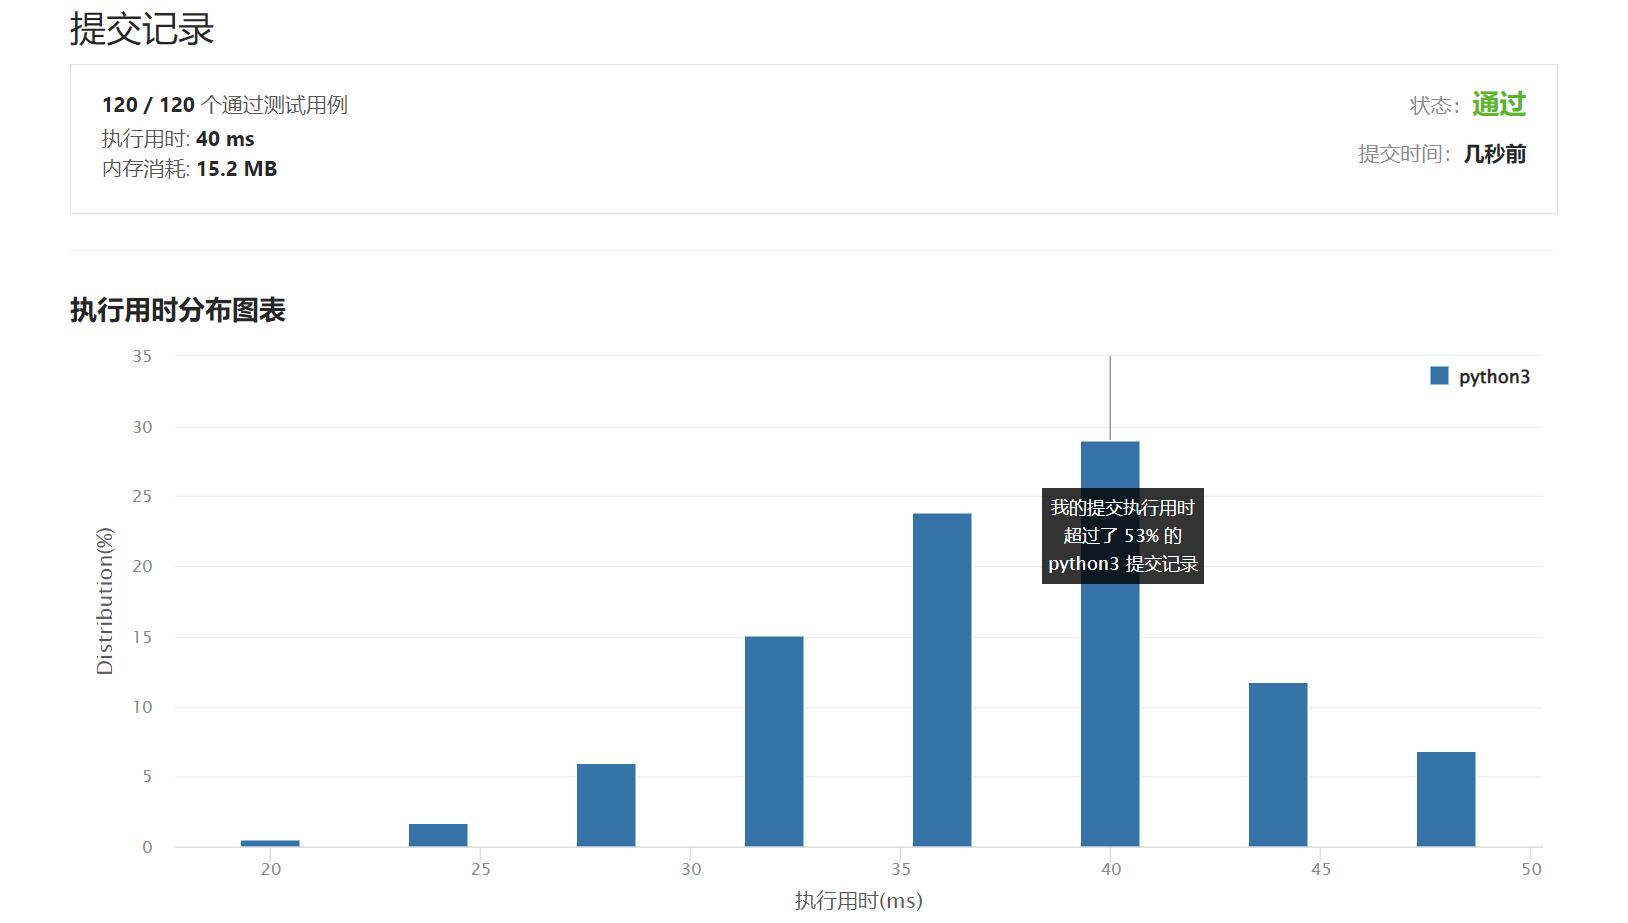 提交记录
120 / 120 个通过测试用例
状态：通过
执行用时: 40 ms
提交时间：几秒前
内存消耗: 15.2 MB
执行用时分布图表
35
python3
30
25
20
15
10
5
0
Distribution(%)
我的提交执行用时
超过了 53% 的
python3 提交记录
20 25 30 35 40 45 50
执行用时(ms)